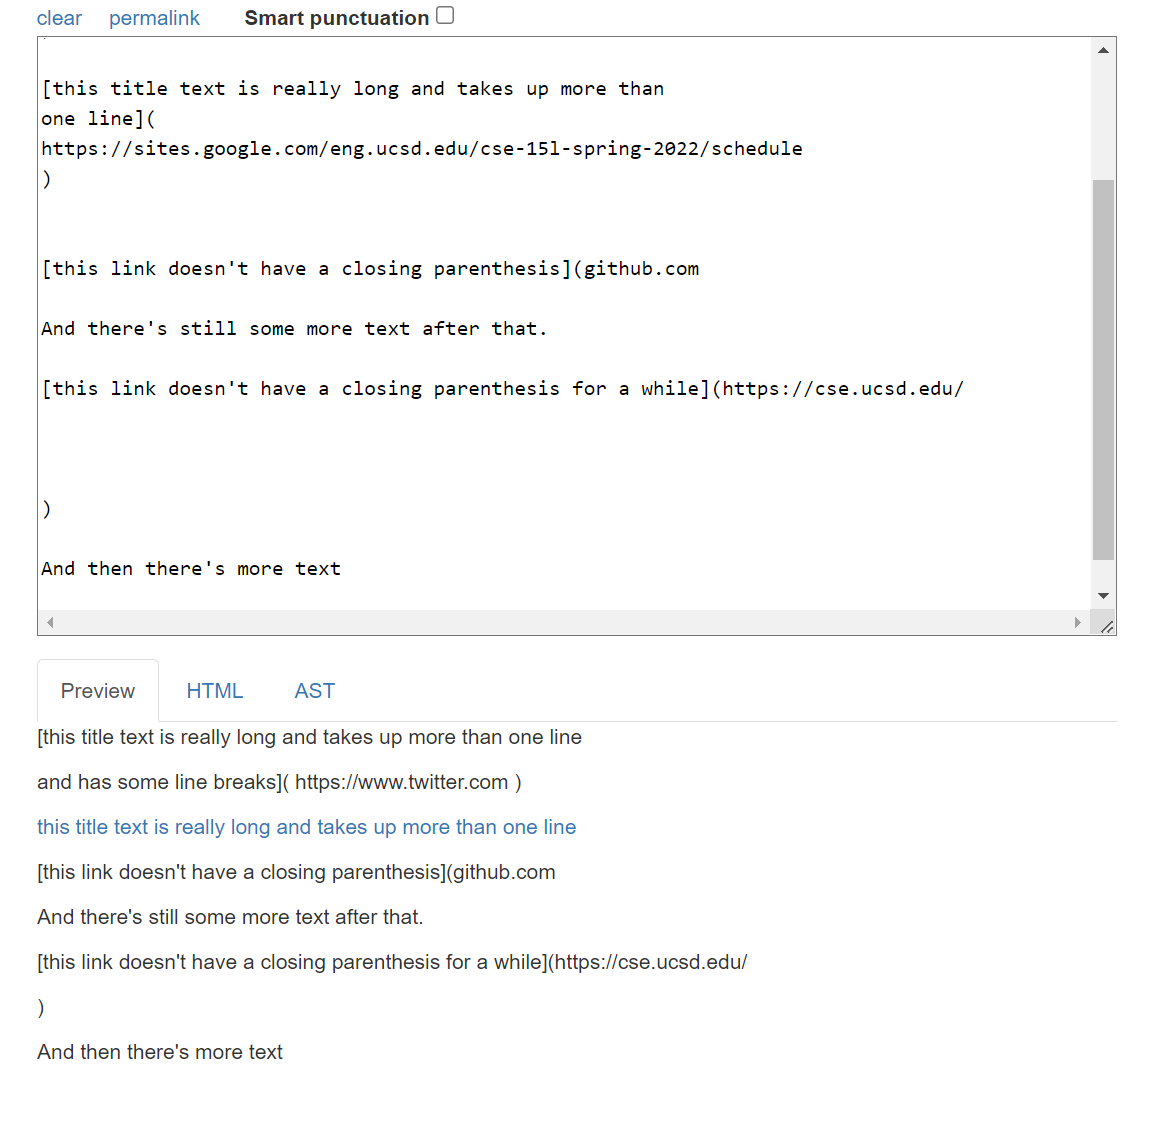 clear permalink Smart punctuation
[this title text is really long and takes up more than
one line](
https://sites.google.com/eng.ucsd.edu/cse-15l-spring-2022/schedule
)
[this link doesn't have a closing parenthesis](github.com
And there's still some more text after that.
[this link doesn't have a closing parenthesis for a while](https://cse.ucsd.edu/
)
And then there's more text
Preview HTML AST
[this title text is really long and takes up more than one line
and has some line breaks]( https://www.twitter.com )
this title text is really long and takes up more than one line
[this link doesn't have a closing parenthesis](github.com
And there's still some more text after that.
[this link doesn't have a closing parenthesis for a while](https://cse.ucsd.edu/
)
And then there's more text